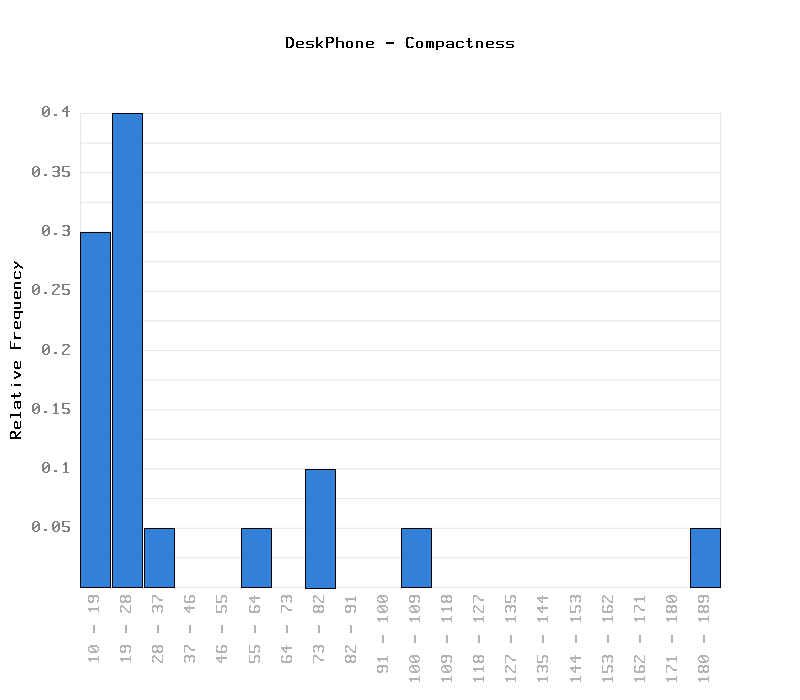 DeskPhone - Compactness
Relative Frequency
0.4
0.35
0.3
0.25
0.2
0.15
0.1
0.05
10 - 19
19 - 28
28 - 37
37 - 46
46 - 55
55 - 64
64 - 73
73 - 82
82 - 91
91 - 100
100 - 109
109 - 118
118 - 127
127 - 135
135 - 144
144 - 153
153 - 162
162 - 171
171 - 180
180 - 189